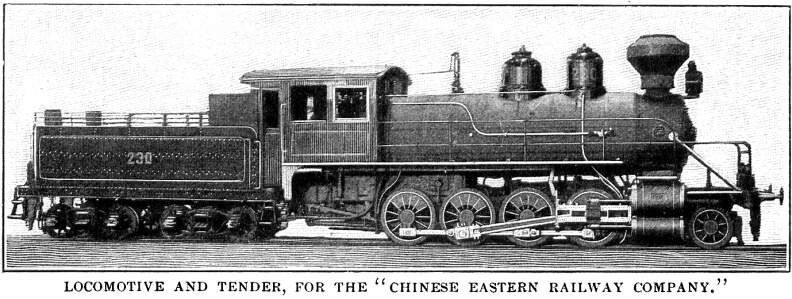 230
LOCOMOTIVE AND TENDER, FOR THE "CHINESE EASTERN RAILWAY COMPANY."